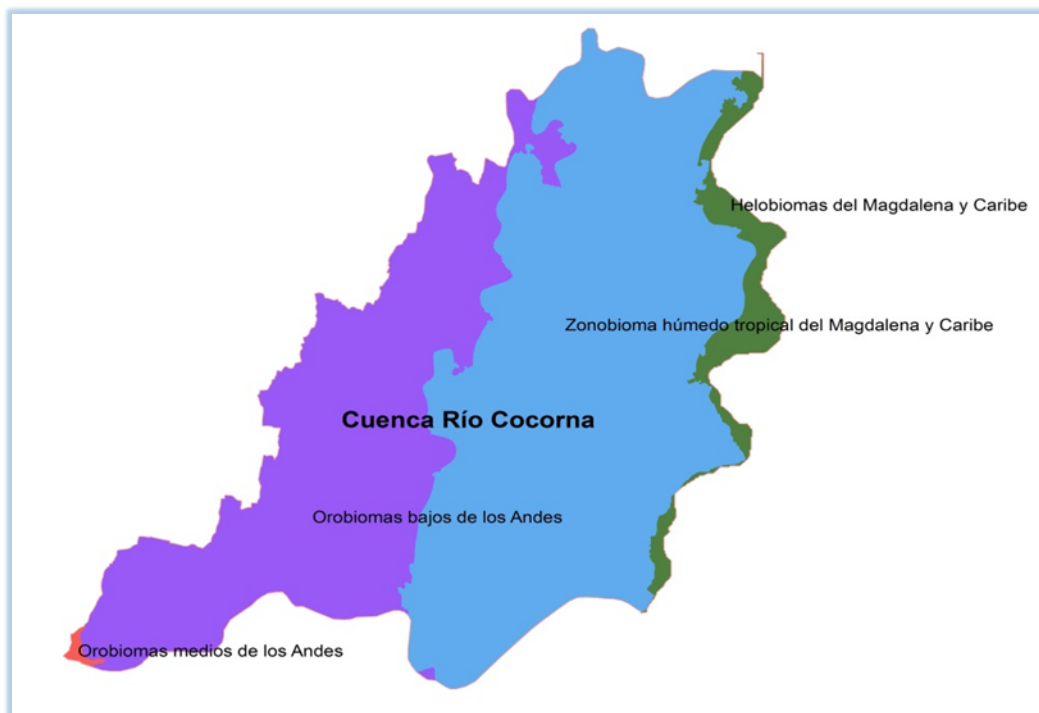 Helobiomas del Magdalena y Caribe
Zonobioma húmedo tropical del Magdalena y Caribe
Cuenca Río Cocorna
Orobiomas bajos de los Andes
Orobiomas medios de los Andes